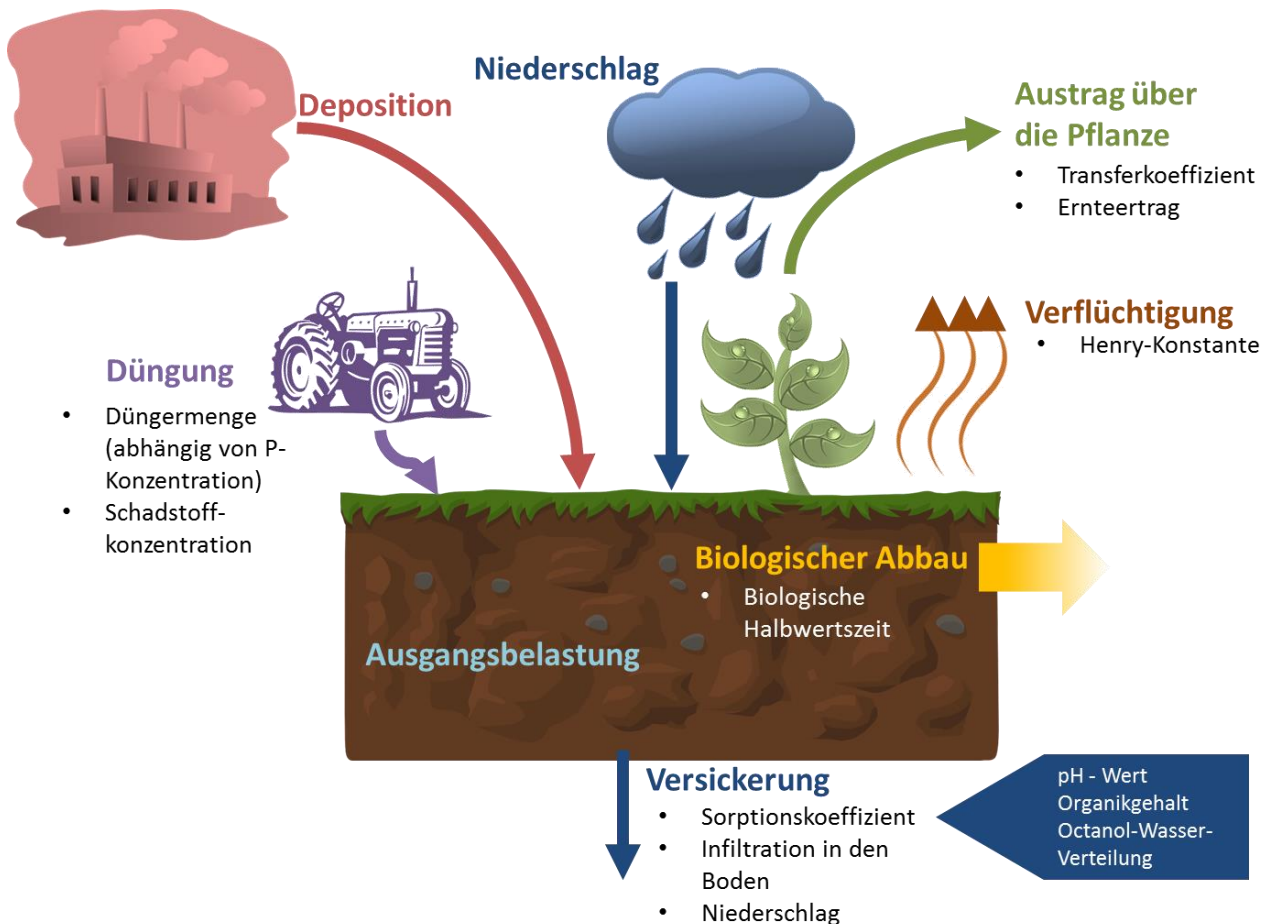 Niederschlag
Deposition
Austrag über
die Pflanze
• Transferkoeffizient
• Ernteertrag
Verflüchtigung
• Henry-Konstante
Düngung
• Düngermenge
(abhängig von P-
Konzentration)
• Schadstoff-
konzentration
Biologischer Abbau
• Biologische
Halbwertszeit
Ausgangsbelastung
Versickerung
• Sorptionskoeffizient
• Infiltration in den
Boden
• Niederschlag
pH - Wert
Organikgehalt
Octanol-Wasser-
Verteilung